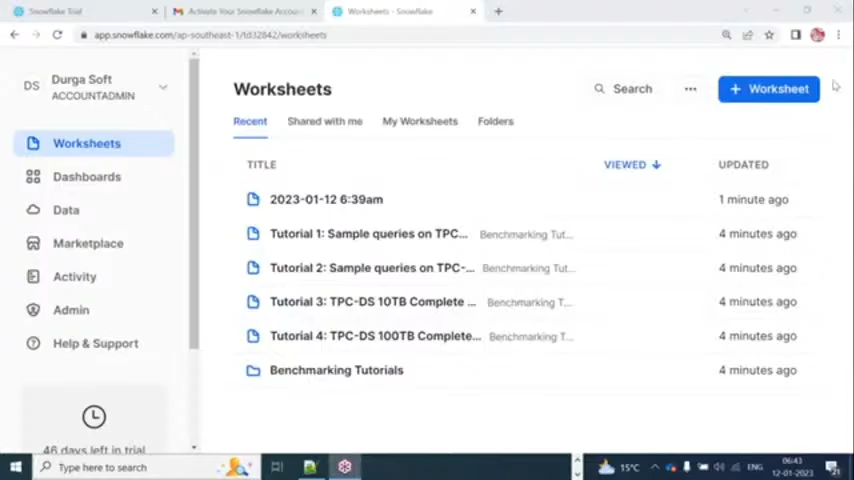 Snowflake Trial
Activate Your Snowflake Accoun
Worksheets - Snowflake
app.snowflake.com/ap-southeast-1/td32842/worksheets
DS
Durga Soft
ACCOUNTADMIN
Worksheets
Dashboards
Data
Marketplace
Activity
Admin
Help & Support
46 days left in trial
Worksheets
Search
+ Worksheet
Recent
Shared with me
My Worksheets
Folders
TITLE
VIEWED
UPDATED
2023-01-12 6:39am
1 minute ago
Tutorial 1: Sample queries on TPC... Benchmarking Tut...
4 minutes ago
Tutorial 2: Sample queries on TPC-... Benchmarking Tut...
4 minutes ago
Tutorial 3: TPC-DS 10TB Complete ... Benchmarking T...
4 minutes ago
Tutorial 4: TPC-DS 100TB Complete... Benchmarking T...
4 minutes ago
Benchmarking Tutorials
4 minutes ago
Type here to search
15°C
ENG
06:43
12-01-2023